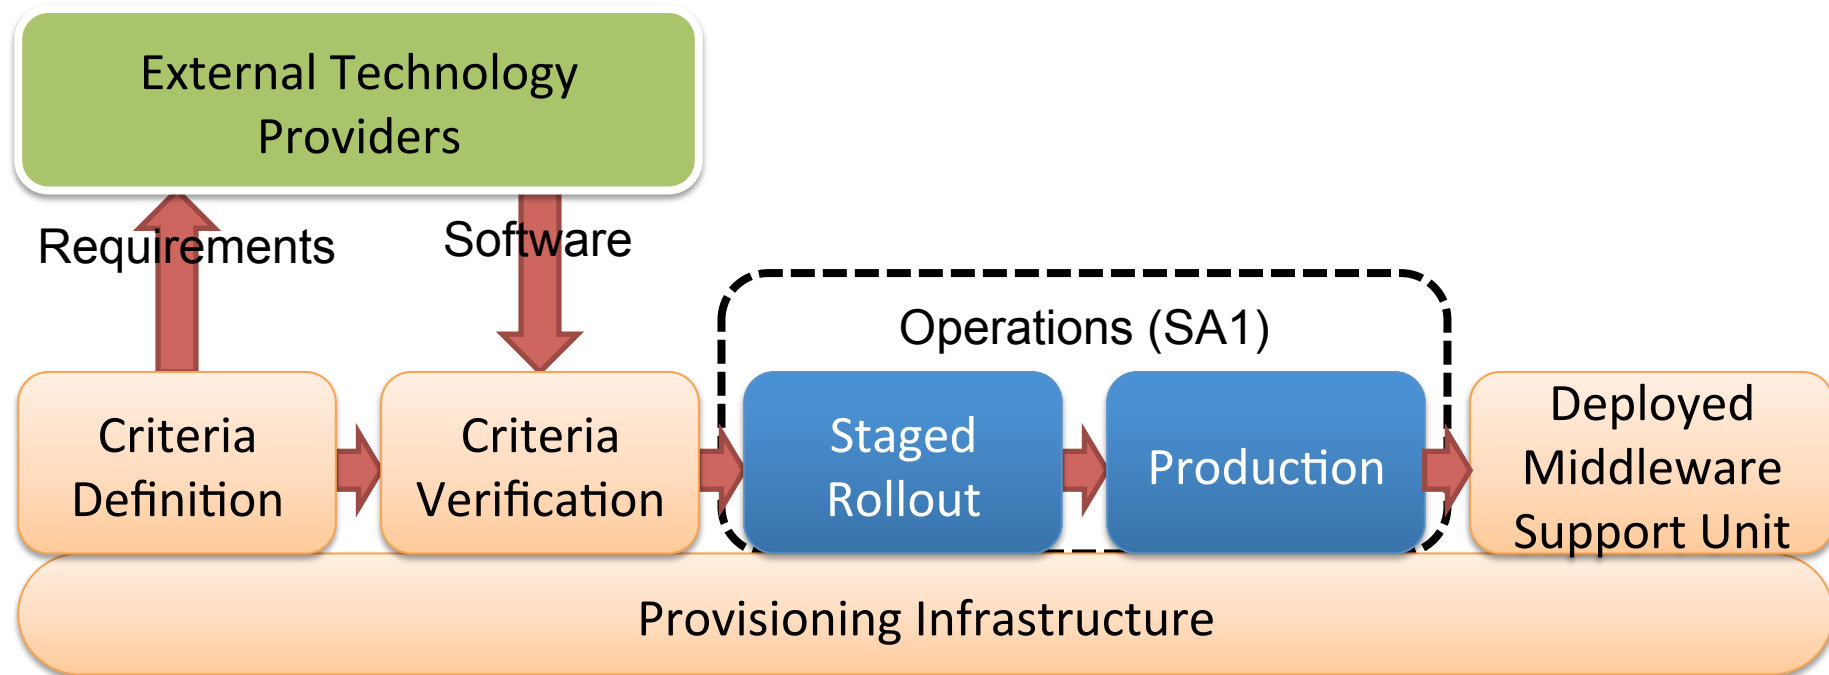 External Technology
Providers
Requirements
Software
Operations (SA1)
Criteria
Definition
Criteria
Verification
Staged
Rollout
Production
Deployed
Middleware
Support Unit
Provisioning Infrastructure